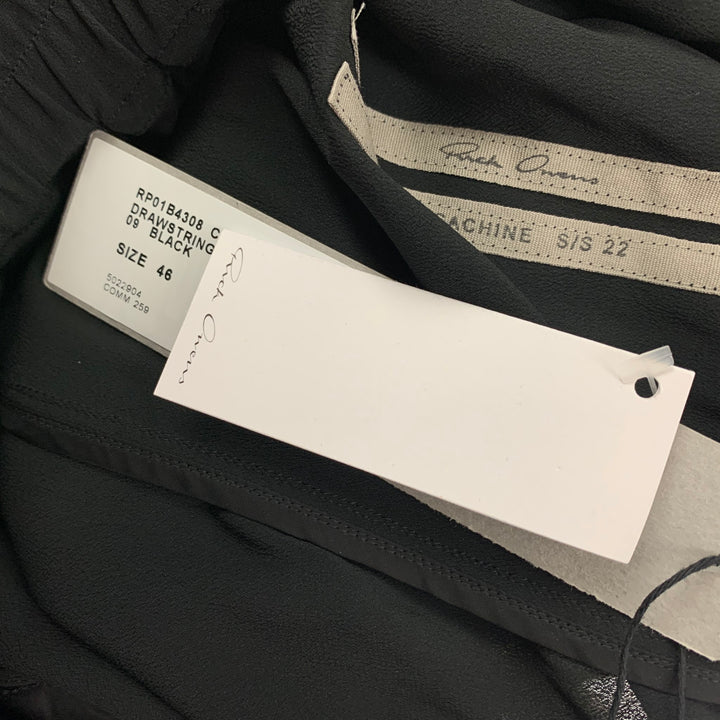 Rick Owens
CACHINE S/S 22
RP01B4308 C
DRAWSTRING
09 BLACK
SIZE 46
5022904
COMM 259
Rick Owens